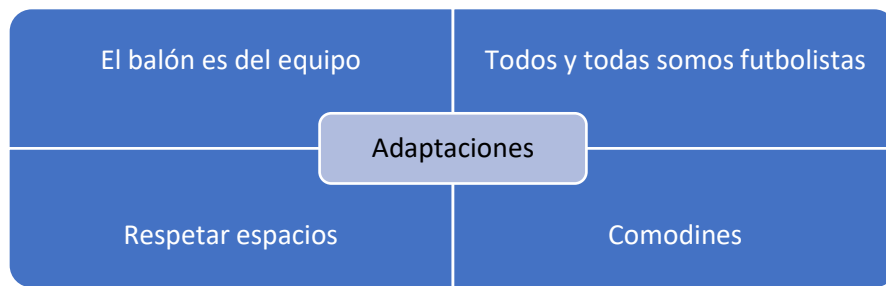 El balón es del equipo
Todos y todas somos futbolistas
Adaptaciones
Respetar espacios
Comodines